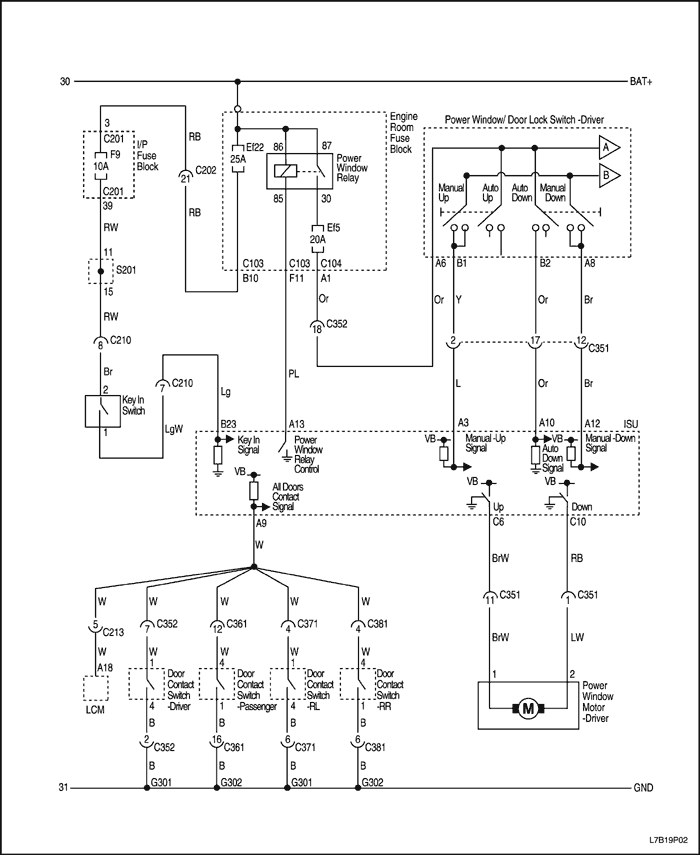 30
BAT+
3
C201
F9
10A
I/P
Fuse
Block
C201
39
RW
11
S201
15
RW
C210
8
Br
2
Key In
Switch
1
LgW
C210
7
Lg
RB
C202
21
RB
Ef22
25A
86
87
Power
Window
Relay
85
30
Ef5
20A
Engine
Room
Fuse
Block
C103
B10
C103
F11
C104
A1
Or
C352
18
PL
Power Window/ Door Lock Switch -Driver
A
B
Manual
Up
Auto
Up
Auto
Down
Manual
Down
A6
B1
B2
A8
Or
Y
Or
Br
2
17
12
C351
L
Or
Br
B23
A13
A3
A10
A12
ISU
Key In
Signal
Power
Window
Relay
Control
VB
Manual -Up
Signal
VB
Auto
Down
Signal
Manual -Down
Signal
VB
All Doors
Contact
Signal
VB
Up
VB
Down
A9
C6
C10
W
BrW
RB
C351
11
C351
1
BrW
LW
1
2
M
Power
Window
Motor
-Driver
W
W
W
W
W
5
C213
7
C352
12
C361
4
C371
4
C381
W
W
W
W
W
A18
LCM
1
Door
Contact
Switch
-Driver
4
4
Door
Contact
Switch
-Passenger
1
1
Door
Contact
Switch
-RL
4
4
Door
Contact
Switch
-RR
1
B
B
B
B
2
C352
16
C361
6
C371
6
C381
B
B
B
B
G301
G302
G301
G302
31
GND
L7B19P02